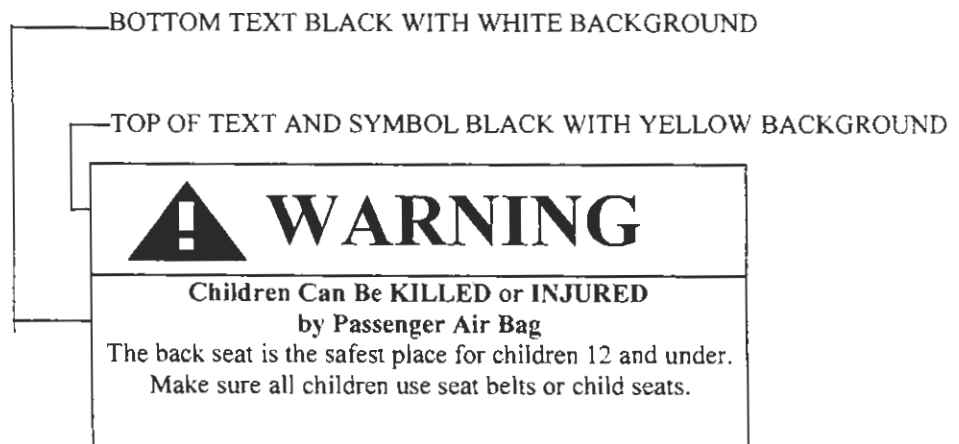 BOTTOM TEXT BLACK WITH WHITE BACKGROUND
TOP OF TEXT AND SYMBOL BLACK WITH YELLOW BACKGROUND
WARNING
Children Can Be KILLED or INJURED
by Passenger Air Bag
The back seat is the safest place for children 12 and under.
Make sure all children use seat belts or child seats.